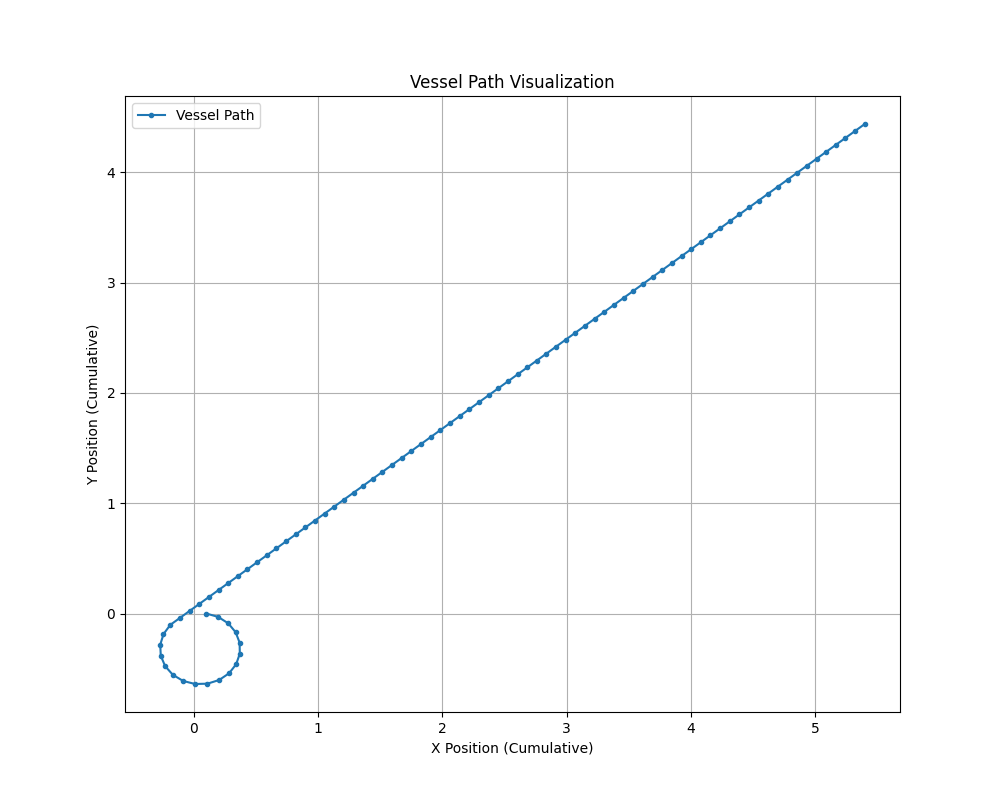 Vessel Path Visualization
Vessel Path
Y Position (Cumulative)
4
3
2
1
0
0 1 2 3 4 5
X Position (Cumulative)